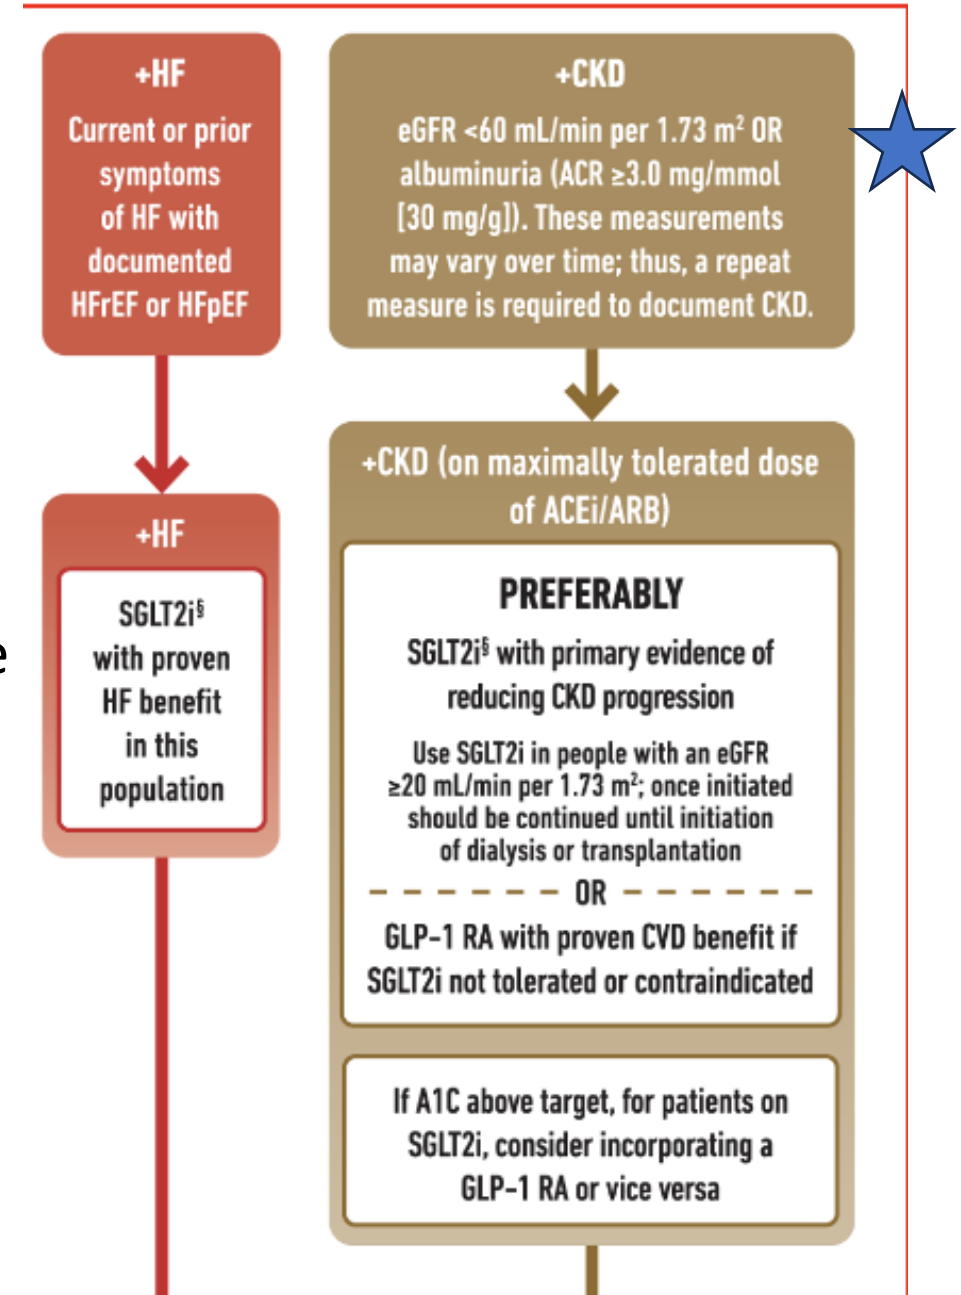 +HF
Current or prior
symptoms
of HF with
documented
HFrEF or HFpEF
+HF
SGLT2i§
with proven
HF benefit
in this
population
e
+CKD
eGFR <60 mL/min per 1.73 m² OR
albuminuria (ACR ≥3.0 mg/mmol
[30 mg/g]). These measurements
may vary over time; thus, a repeat
measure is required to document CKD.
+CKD (on maximally tolerated dose
of ACEi/ARB)
PREFERABLY
SGLT2i§ with primary evidence of
reducing CKD progression
Use SGLT2i in people with an eGFR
≥20 mL/min per 1.73 m²; once initiated
should be continued until initiation
of dialysis or transplantation
OR
GLP-1 RA with proven CVD benefit if
SGLT2i not tolerated or contraindicated
If A1C above target, for patients on
SGLT2i, consider incorporating a
GLP-1 RA or vice versa